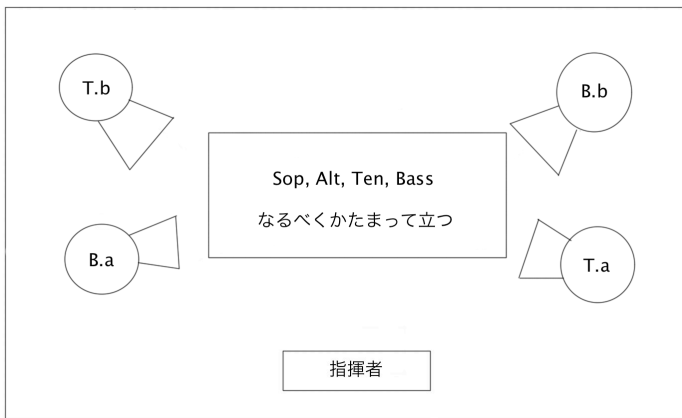 T.b
B.b
Sop, Alt, Ten, Bass
なるべくかたまって立つ
B.a
T.a
指揮者